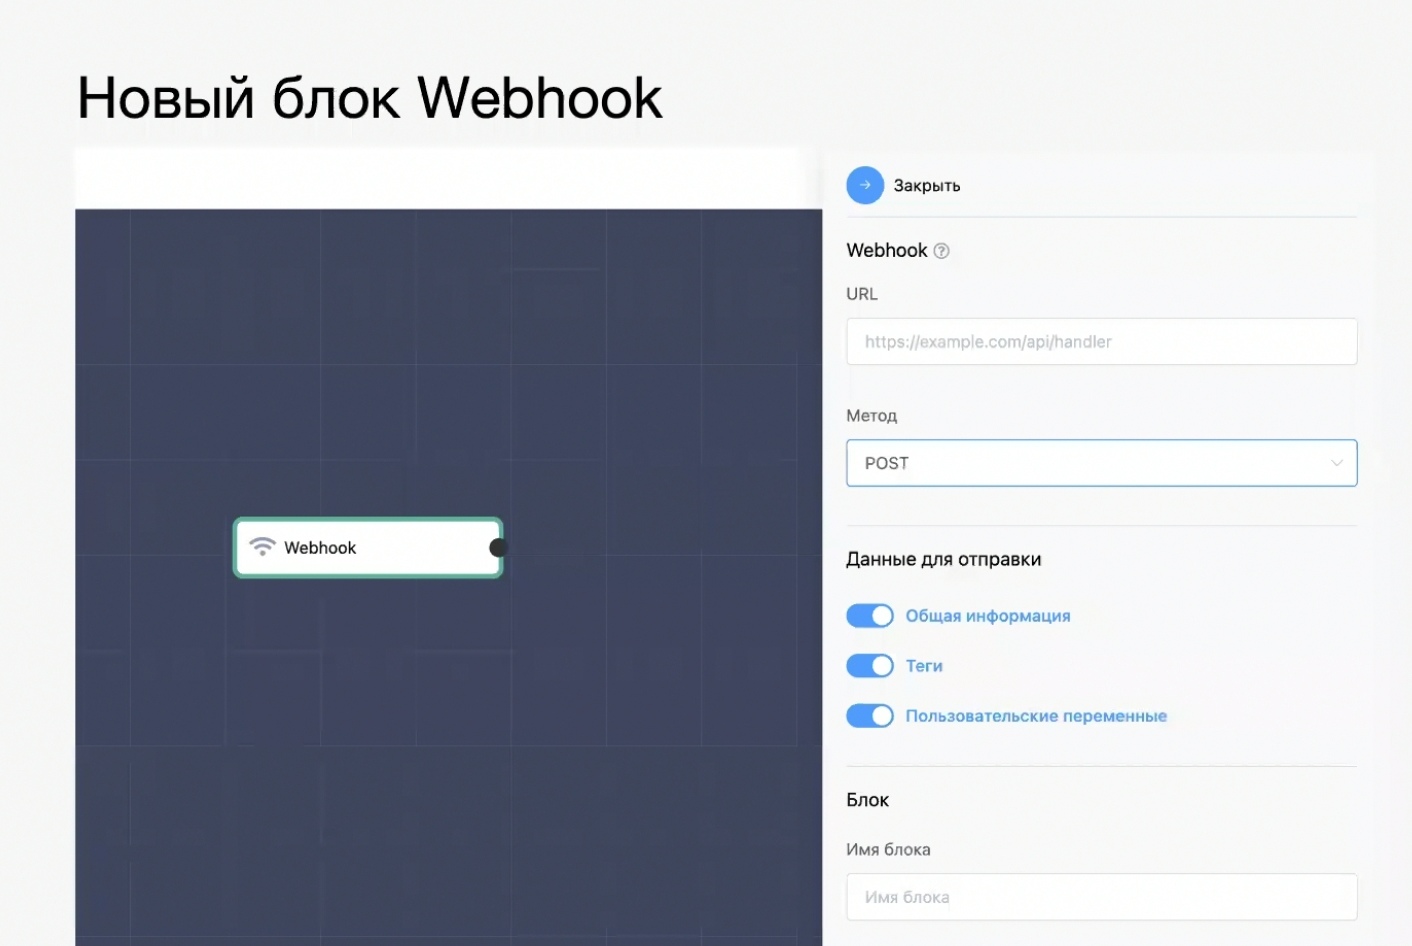 Новый блок Webhook
Закрыть
Webhook
URL
https://example.com/api/handler
Метод
POST
Webhook
Данные для отправки
Общая информация
Теги
Пользовательские переменные
Блок
Имя блока
Имя блока